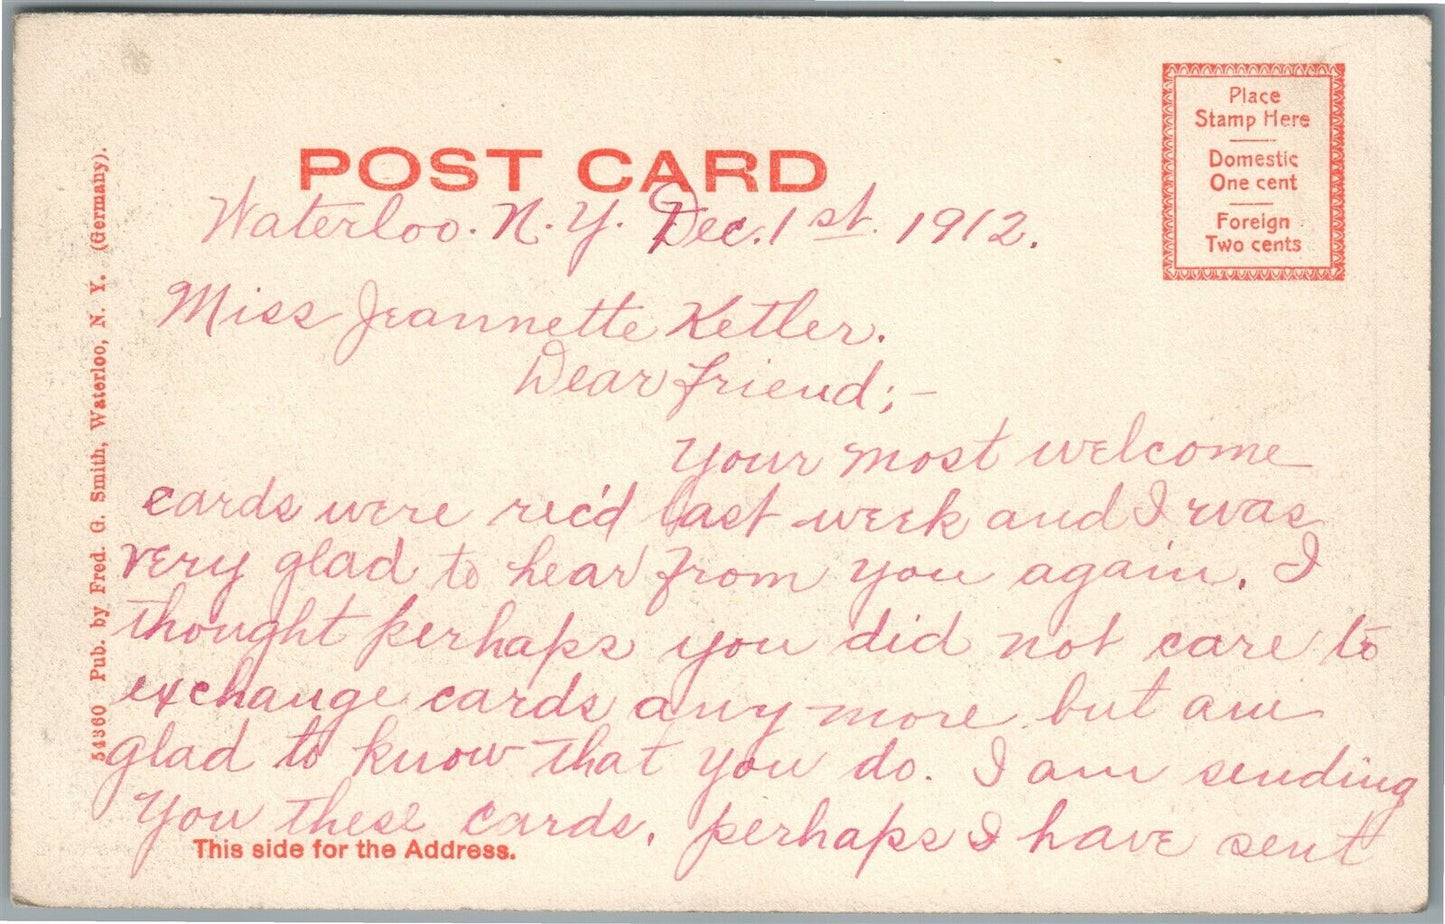 POST CARD
Place
Stamp Here
Domestic
One cent
Foreign
Two cents
54360 Pub. by Fred. G. Smith, Waterloo, N. Y. (Germany).
Waterloo. N. Y. Dec. 1st. 1912.
Miss Jeannette Ketler.
Dear friend;-
Your most welcome
cards were rec'd last week and I was
very glad to hear from you again. I
thought perhaps you did not care to
exchange cards any more but am
glad to know that you do. I am sending
you these cards. perhaps I have sent
This side for the Address.